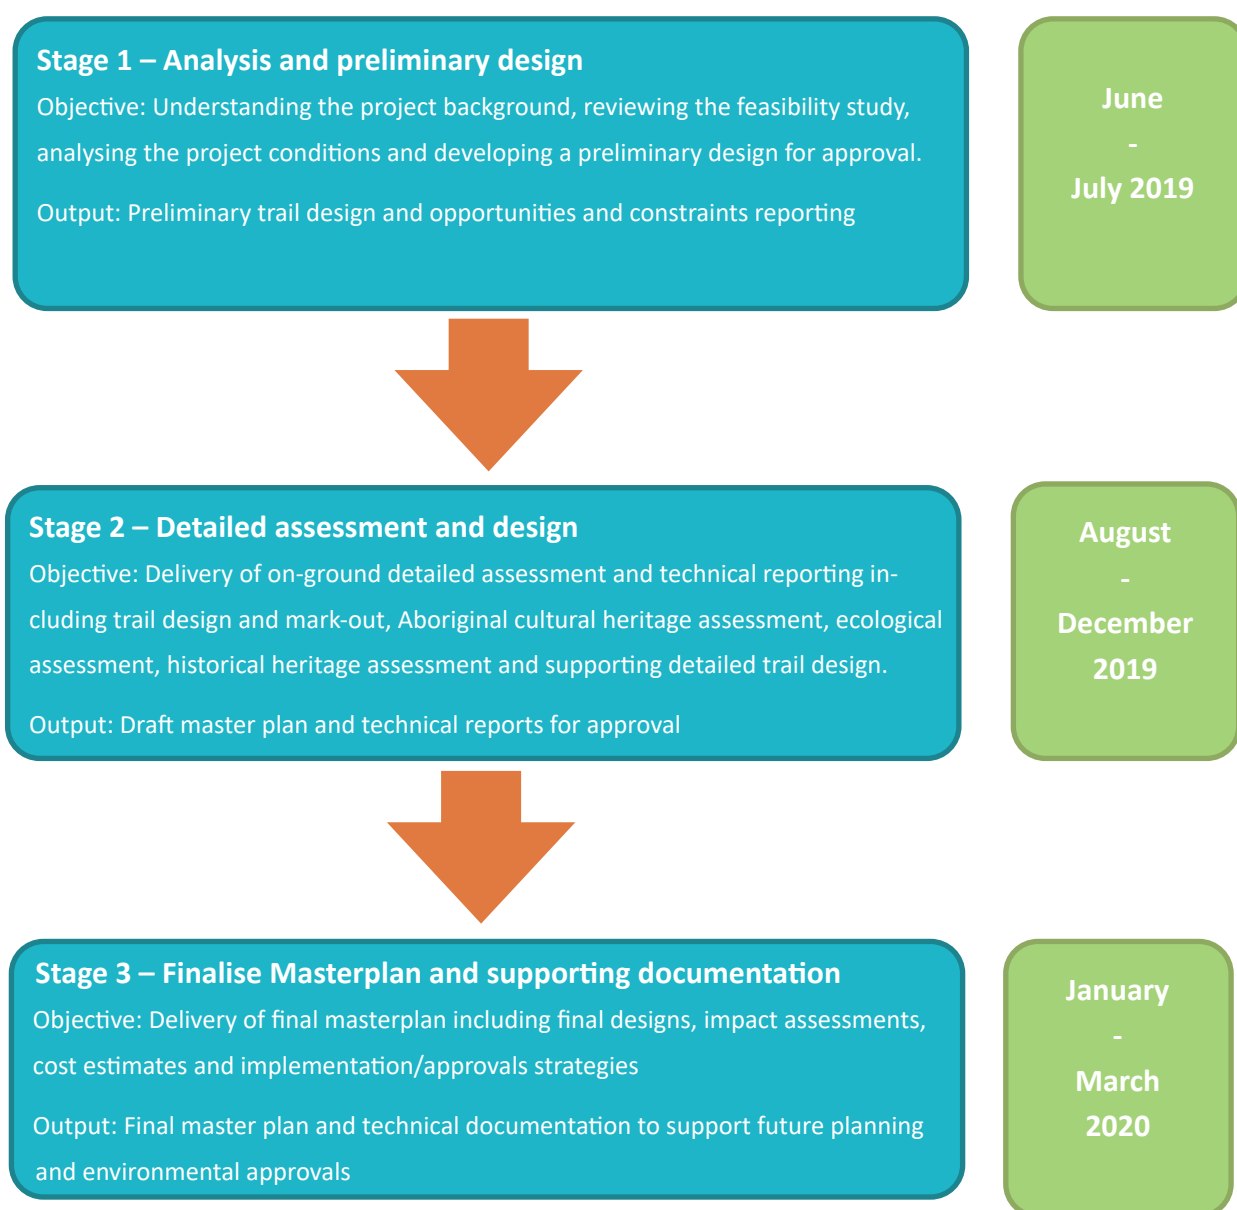 Stage 1 – Analysis and preliminary design
Objective: Understanding the project background, reviewing the feasibility study,
analysing the project conditions and developing a preliminary design for approval.
Output: Preliminary trail design and opportunities and constraints reporting
June
-
July 2019
Stage 2 – Detailed assessment and design
Objective: Delivery of on-ground detailed assessment and technical reporting in-
cluding trail design and mark-out, Aboriginal cultural heritage assessment, ecological
assessment, historical heritage assessment and supporting detailed trail design.
Output: Draft master plan and technical reports for approval
August
-
December
2019
Stage 3 – Finalise Masterplan and supporting documentation
Objective: Delivery of final masterplan including final designs, impact assessments,
cost estimates and implementation/approvals strategies
Output: Final master plan and technical documentation to support future planning
and environmental approvals
January
-
March
2020